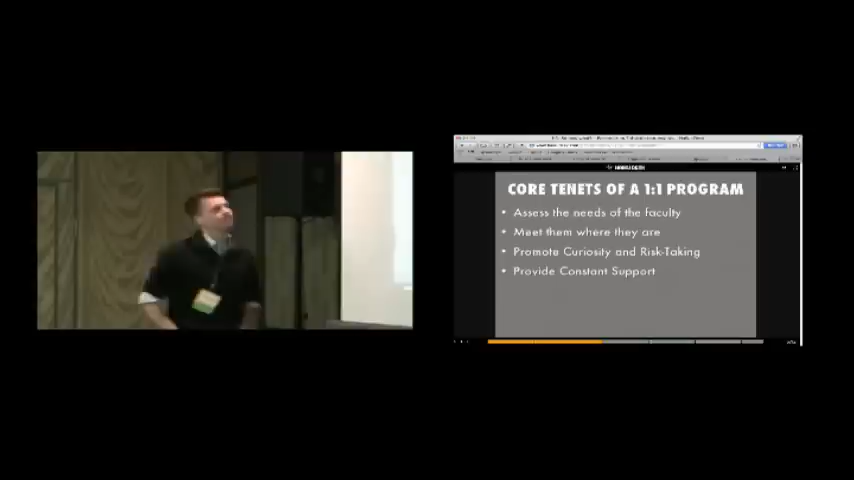 CORE TENETS OF A 1:1 PROGRAM
• Assess the needs of the faculty
• Meet them where they are
• Promote Curiosity and Risk-Taking
• Provide Constant Support